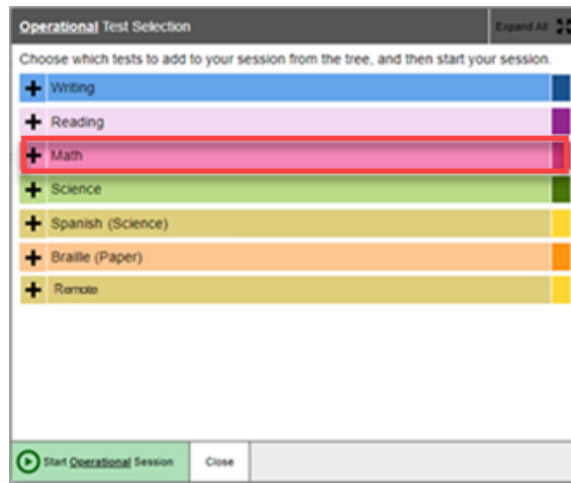 Operational Test Selection
Expand All
Choose which tests to add to your session from the tree, and then start your session.
Writing
Reading
Math
Science
Spanish (Science)
Braille (Paper)
Remote
Start Operational Session
Close